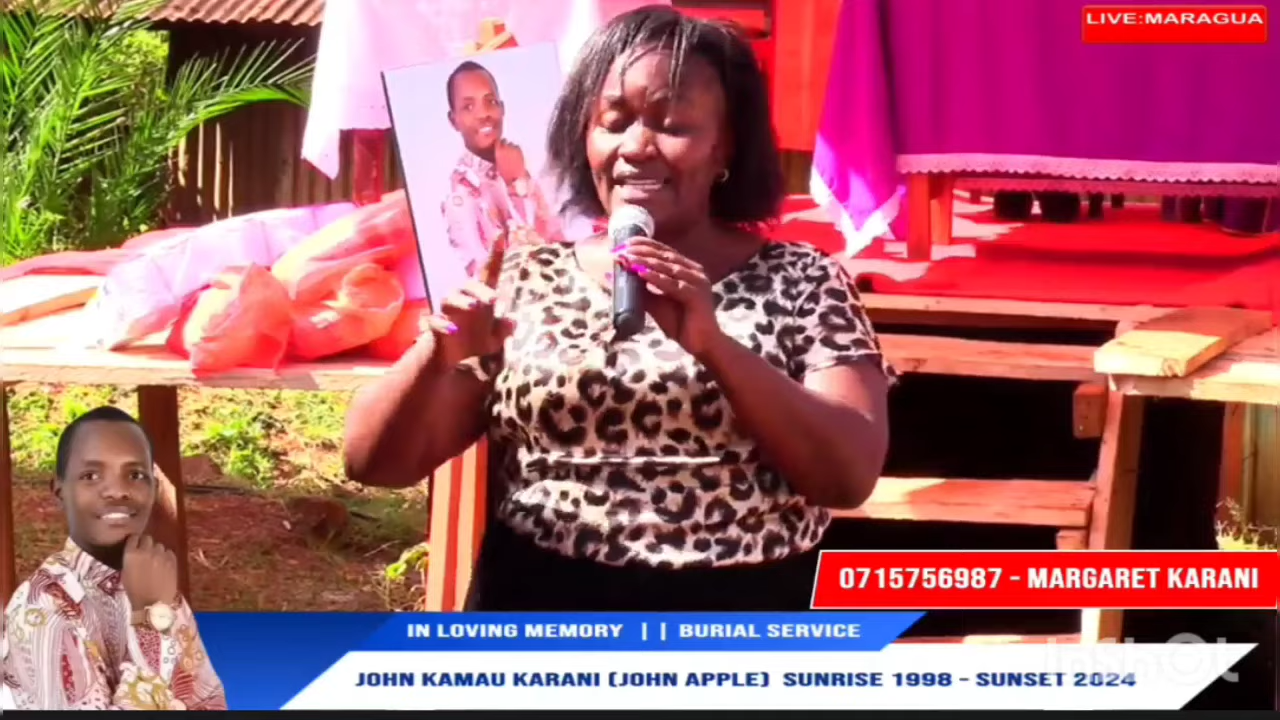 LIVE:MARAGUA
0715756987 - MARGARET KARANI
IN LOVING MEMORY || BURIAL SERVICE
JOHN KAMAU KARANI (JOHN APPLE) SUNRISE 1998 - SUNSET 2024
InShot